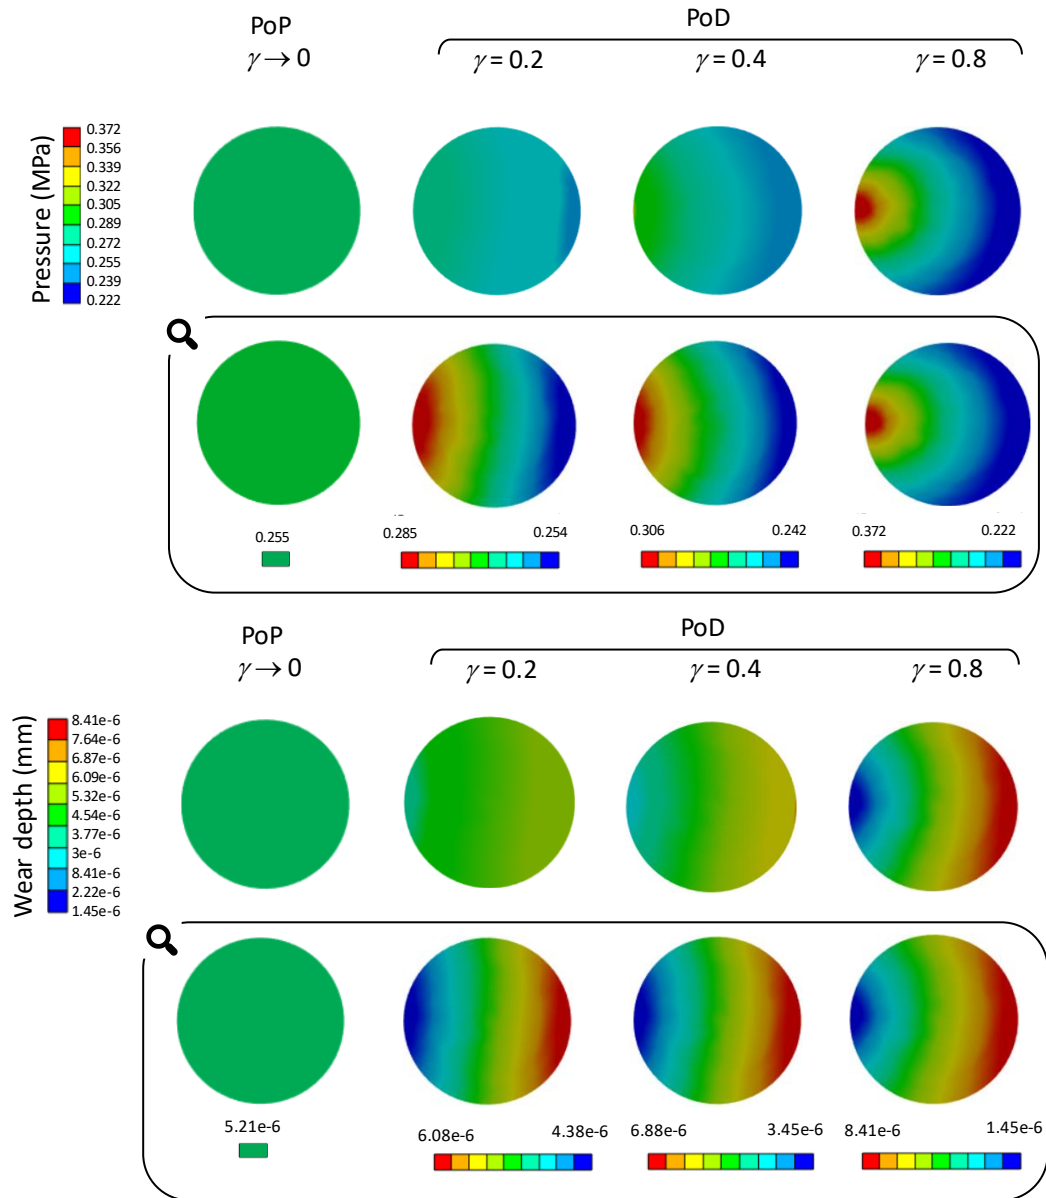 PoP
PoD
γ → 0
γ = 0.2
γ = 0.4
γ = 0.8
Pressure (MPa)
0.372
0.356
0.339
0.322
0.305
0.289
0.272
0.255
0.239
0.222
0.255
0.285
0.254
0.306
0.242
0.372
0.222
PoP
PoD
γ → 0
γ = 0.2
γ = 0.4
γ = 0.8
Wear depth (mm)
8.41e-6
7.64e-6
6.87e-6
6.09e-6
5.32e-6
4.54e-6
3.77e-6
3e-6
8.41e-6
2.22e-6
1.45e-6
5.21e-6
6.08e-6
4.38e-6
6.88e-6
3.45e-6
8.41e-6
1.45e-6